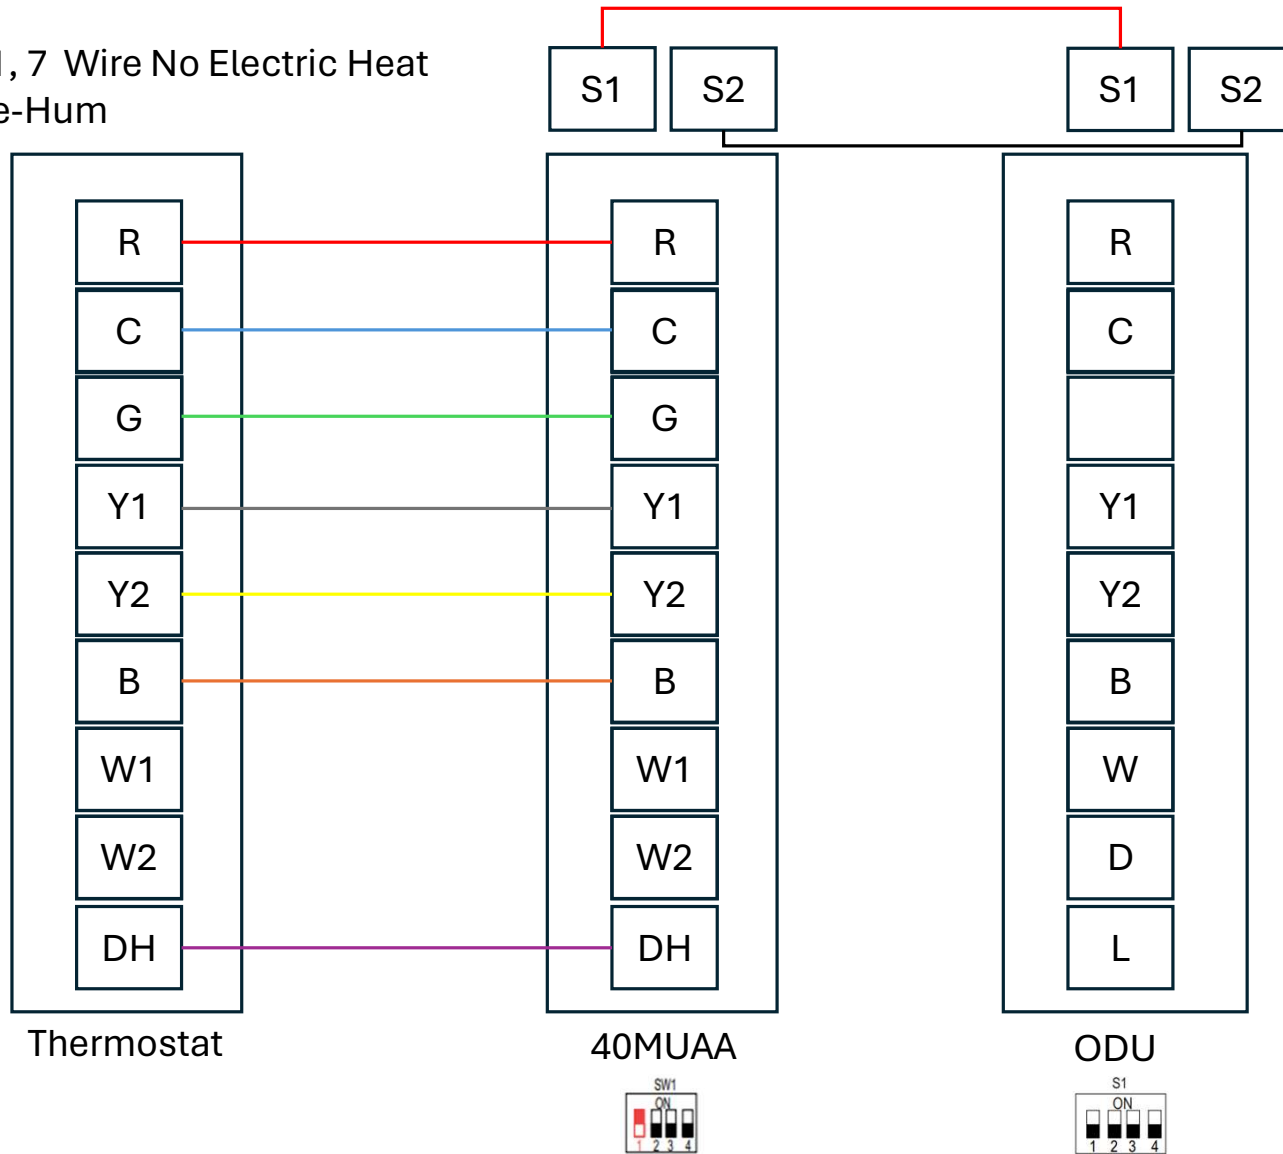 , 7 Wire No Electric Heat
e-Hum
S1
S2
S1
S2
R
C
G
Y1
Y2
B
W1
W2
DH
Thermostat
R
C
G
Y1
Y2
B
W1
W2
DH
40MUAA
SW1
ON
1 2 3 4
R
C
Y1
Y2
B
W
D
L
ODU
S1
ON
1 2 3 4